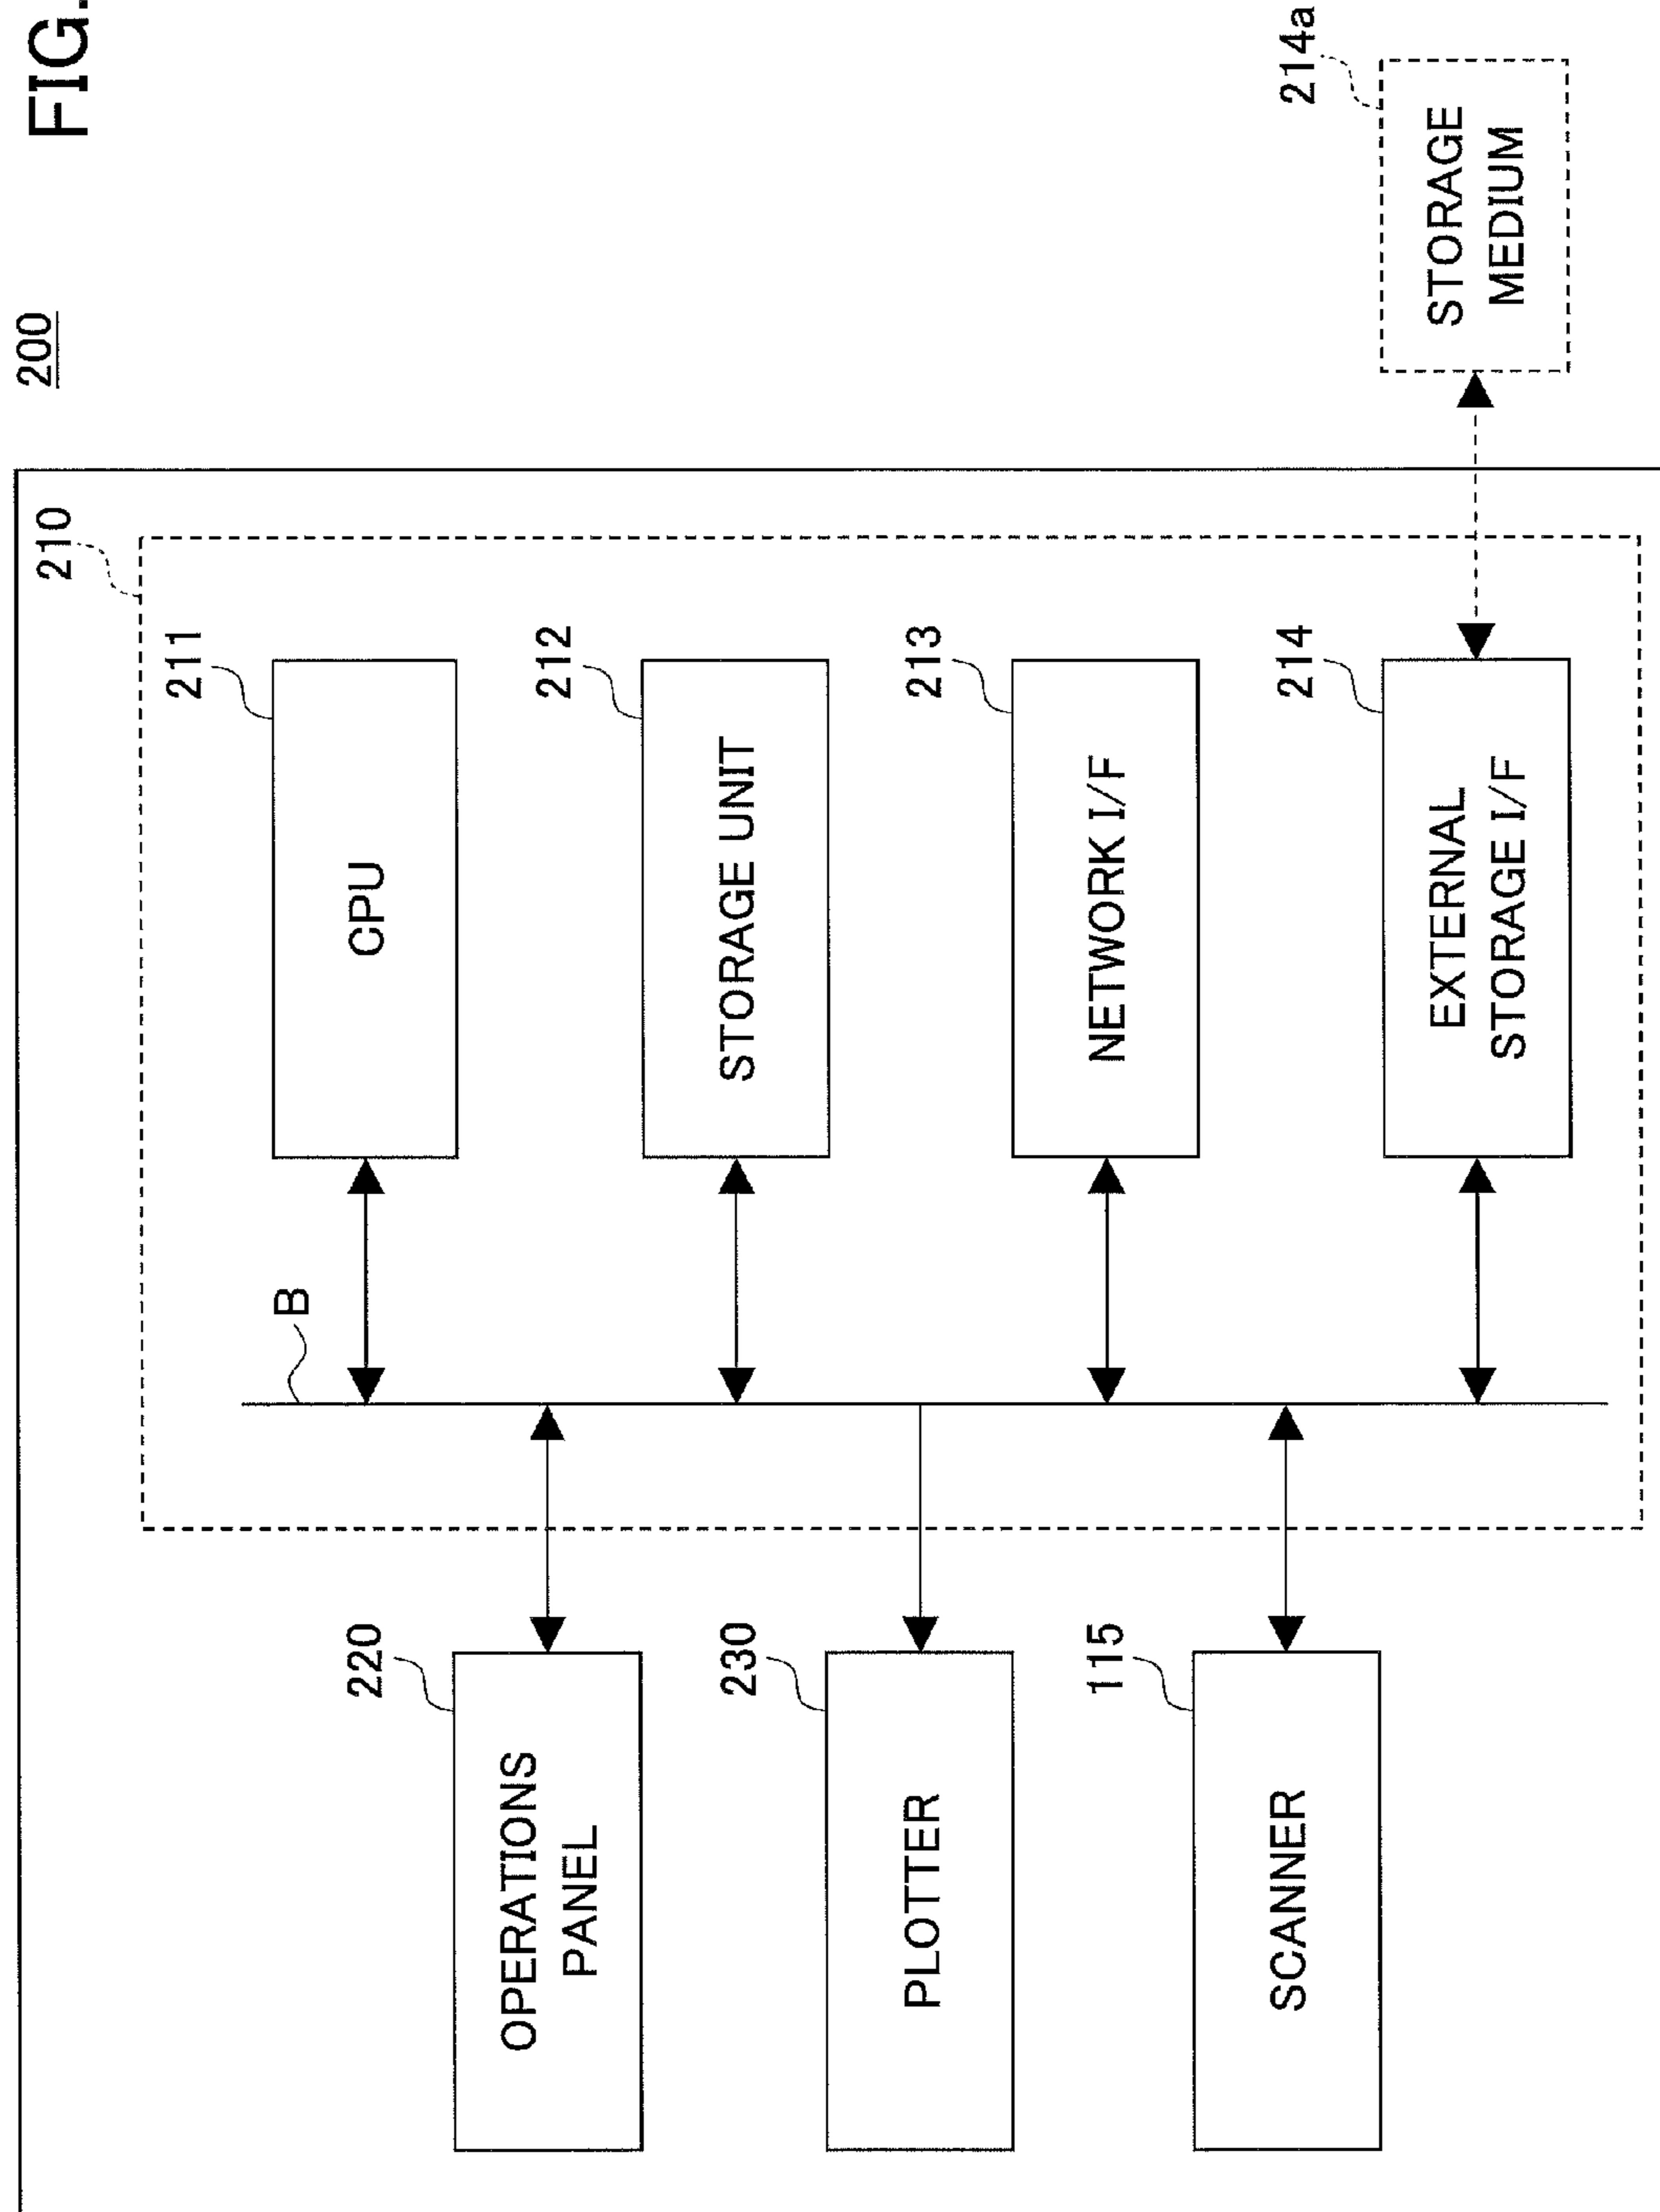 FIG.
200
210
220
OPERATIONS
PANEL
230
PLOTTER
115
SCANNER
B
211
CPU
212
STORAGE UNIT
213
NETWORK I/F
214
EXTERNAL
STORAGE I/F
214a
STORAGE
MEDIUM